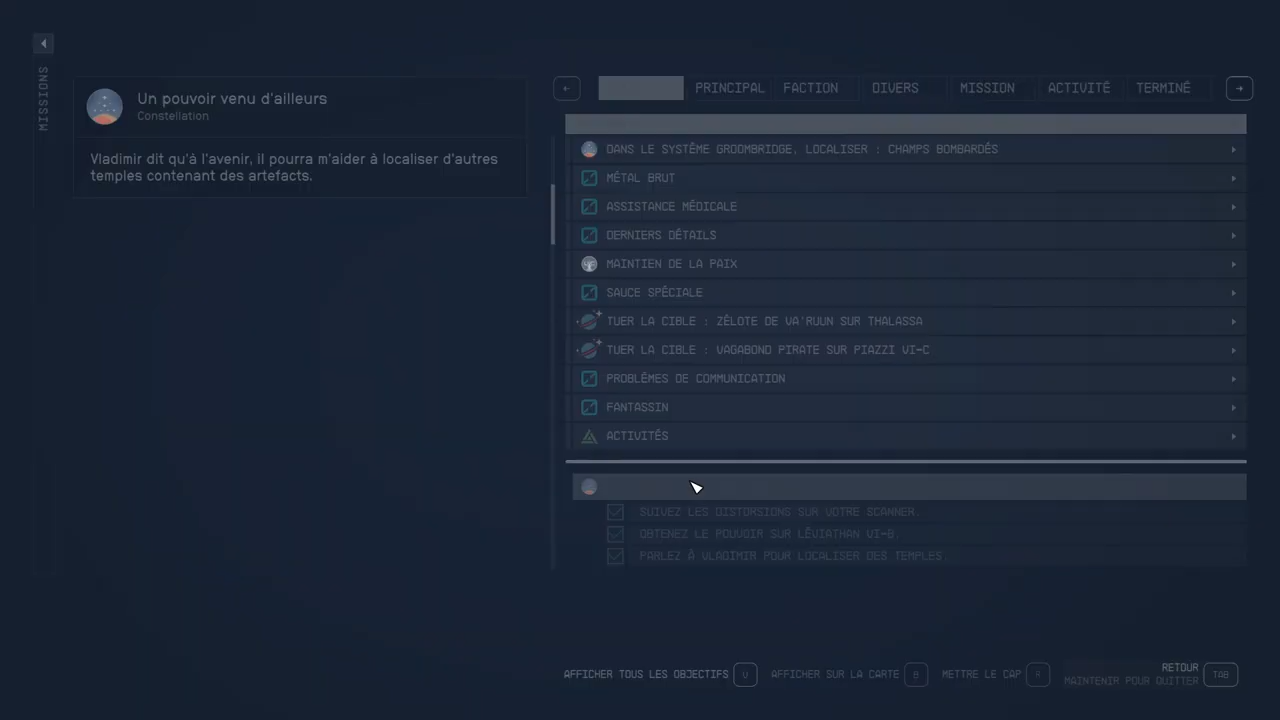 MISSIONS
Un pouvoir venu d'ailleurs
Constellation
Vladimir dit qu'à l'avenir, il pourra m'aider à localiser d'autres
temples contenant des artefacts.
PRINCIPAL FACTION DIVERS MISSION ACTIVITÉ TERMINÉ
DANS LE SYSTÈME GROOMBRIDGE, LOCALISER : CHAMPS BOMBARDÉS
MÉTAL BRUT
ASSISTANCE MÉDICALE
DERNIERS DÉTAILS
MAINTIEN DE LA PAIX
SAUCE SPÉCIALE
TUER LA CIBLE : ZÉLOTE DE VA'RUUN SUR THALASSA
TUER LA CIBLE : VAGABOND PIRATE SUR PIAZZI VI-C
PROBLÈMES DE COMMUNICATION
FANTASSIN
ACTIVITÉS
SUIVEZ LES DISTORSIONS SUR VOTRE SCANNER.
OBTENEZ LE POUVOIR SUR LÉVIATHAN VI-B.
PARLEZ À VLADIMIR POUR LOCALISER DES TEMPLES.
AFFICHER TOUS LES OBJECTIFS V AFFICHER SUR LA CARTE B METTRE LE CAP R RETOUR TAB
MAINTENIR POUR QUITTER